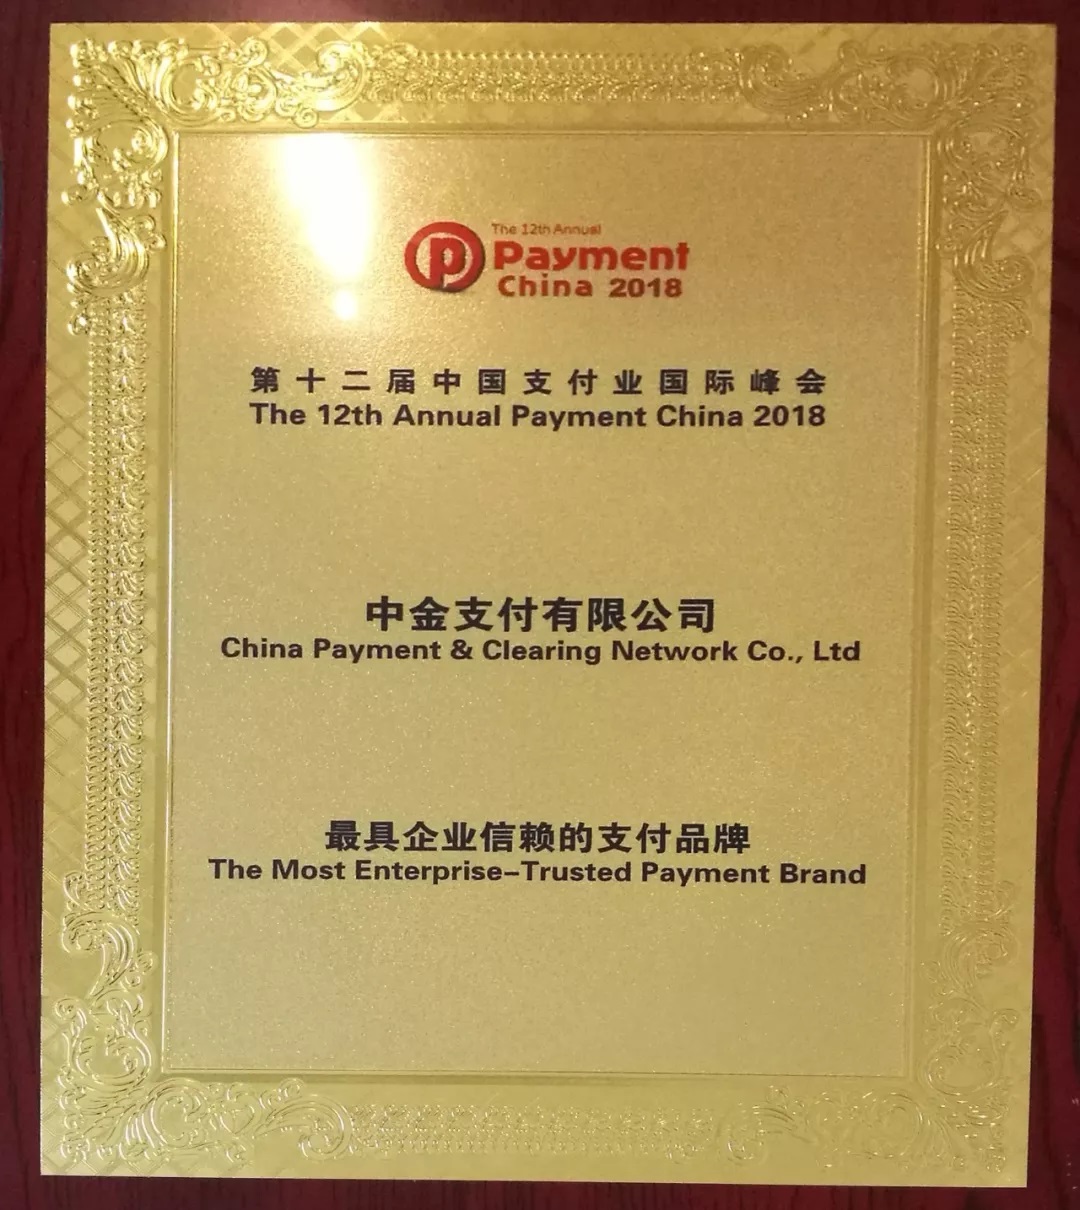 The 12th Annual
Payment
China 2018
第十二届中国支付业国际峰会
The 12th Annual Payment China 2018
中金支付有限公司
China Payment & Clearing Network Co., Ltd
最具企业信赖的支付品牌
The Most Enterprise-Trusted Payment Brand